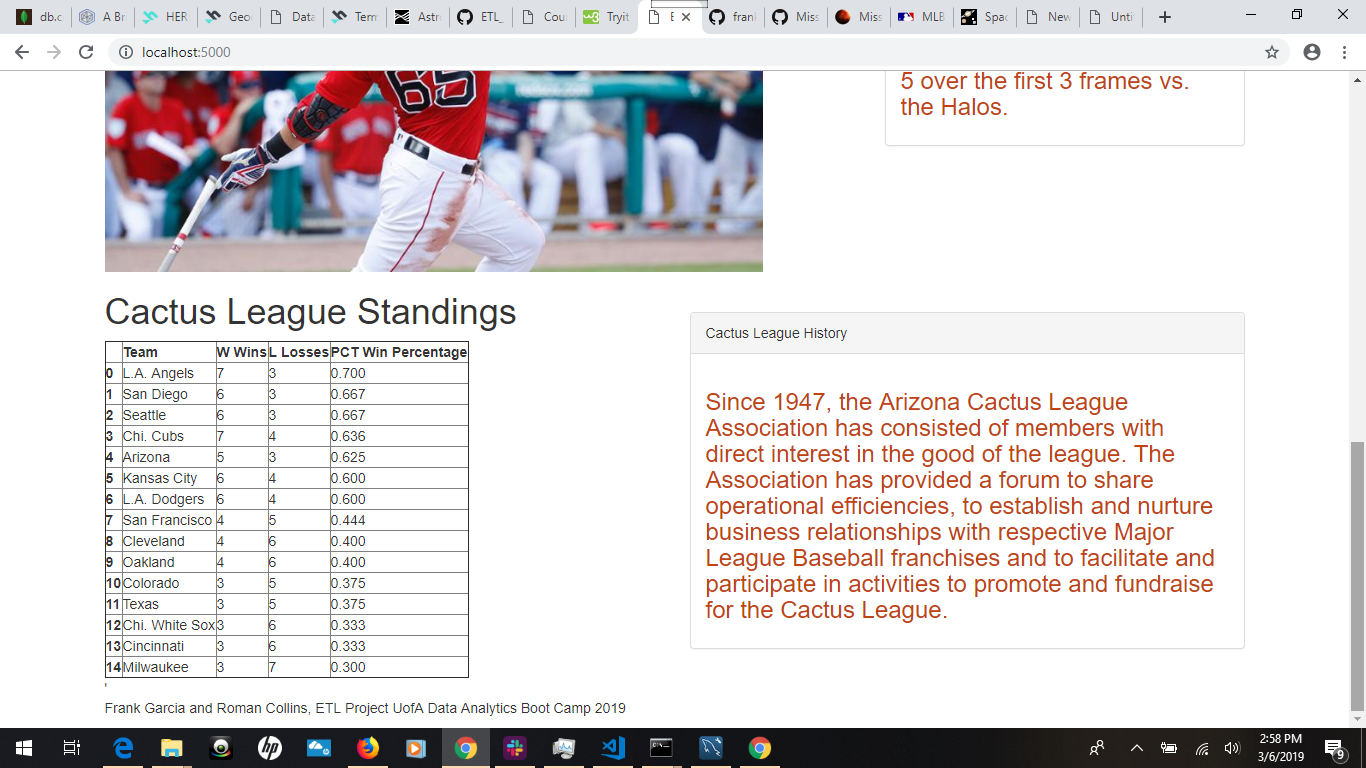 db.c
A Br
HER
Geo
Data
Term
Astr
ETL_
Cour
Tryit
E
fran
Miss
Miss
MLB
Spac
New
Unti
localhost:5000
65
5 over the first 3 frames vs.
the Halos.
Cactus League Standings
Team W Wins L Losses PCT Win Percentage
0 L.A. Angels 7 3 0.700
1 San Diego 6 3 0.667
2 Seattle 6 3 0.667
3 Chi. Cubs 7 4 0.636
4 Arizona 5 3 0.625
5 Kansas City 6 4 0.600
6 L.A. Dodgers 6 4 0.600
7 San Francisco 4 5 0.444
8 Cleveland 4 6 0.400
9 Oakland 4 6 0.400
10 Colorado 3 5 0.375
11 Texas 3 5 0.375
12 Chi. White Sox 3 6 0.333
13 Cincinnati 3 6 0.333
14 Milwaukee 3 7 0.300
'
Cactus League History
Since 1947, the Arizona Cactus League
Association has consisted of members with
direct interest in the good of the league. The
Association has provided a forum to share
operational efficiencies, to establish and nurture
business relationships with respective Major
League Baseball franchises and to facilitate and
participate in activities to promote and fundraise
for the Cactus League.
Frank Garcia and Roman Collins, ETL Project UofA Data Analytics Boot Camp 2019
hp
2:58 PM
3/6/2019
9